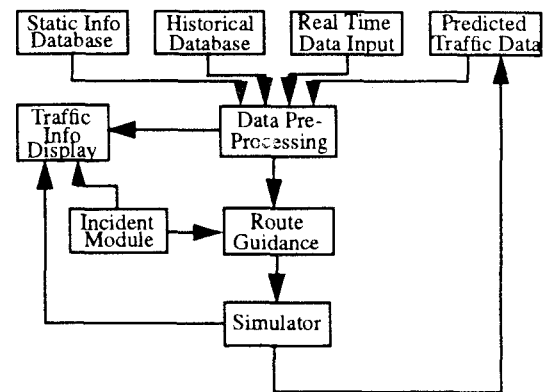 Static Info
Database
Historical
Database
Real Time
Data Input
Predicted
Traffic Data
Traffic
Info
Display
Data Pre-
Processing
Incident
Module
Route
Guidance
Simulator